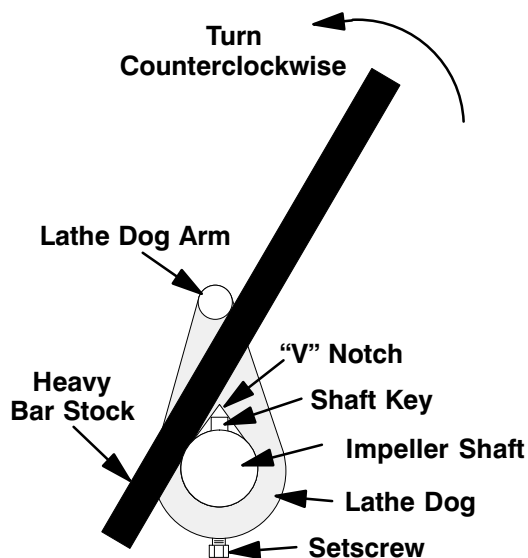 Turn
Counterclockwise
Lathe Dog Arm
“V” Notch
Heavy
Bar Stock
Shaft Key
Impeller Shaft
Lathe Dog
Setscrew